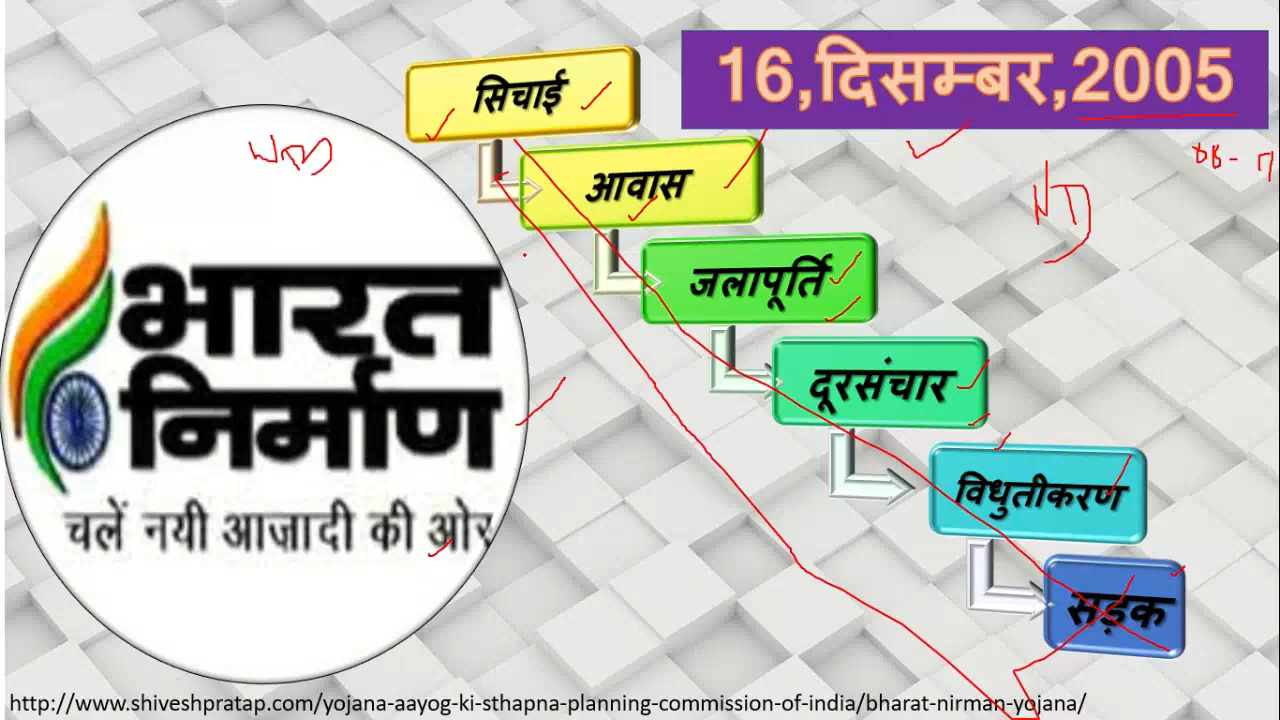 16,दिसम्बर,2005
सिचाई
आवास
जलापूर्ति
दूरसंचार
विधुतीकरण
सड़क
भारत
निर्माण
चलें नयी आज़ादी की ओर
http://www.shiveshpratap.com/yojana-aayog-ki-sthapna-planning-commission-of-india/bharat-nirman-yojana/